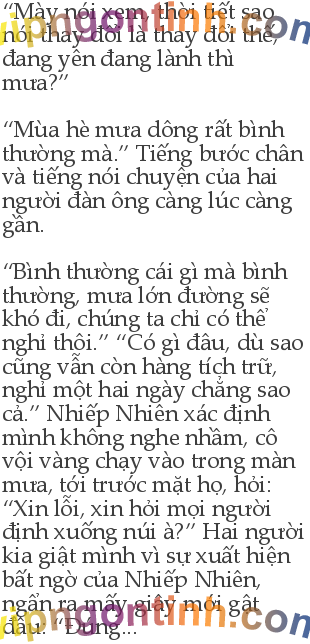 “Mày nói xem, thời tiết sao
nói thay đổi là thay đổi thế,
đang yên đang lành thì
mưa?”
“Mùa hè mưa dông rất bình
thường mà.” Tiếng bước chân
và tiếng nói chuyện của hai
người đàn ông càng lúc càng
gần.
“Bình thường cái gì mà bình
thường, mưa lớn đường sẽ
khó đi, chúng ta chỉ có thể
nghỉ thôi.” “Có gì đâu, dù sao
cũng vẫn còn hàng tích trữ,
nghỉ một hai ngày chẳng sao
cả.” Nhiếp Nhiên xác định
mình không nghe nhầm, cô
vội vàng chạy vào trong màn
mưa, tới trước mặt họ, hỏi:
“Xin lỗi, xin hỏi mọi người
định xuống núi à?” Hai người
kia giật mình vì sự xuất hiện
bất ngờ của Nhiếp Nhiên,
ngẩn ra mấy giây mới gật
đầu: “Đúng...